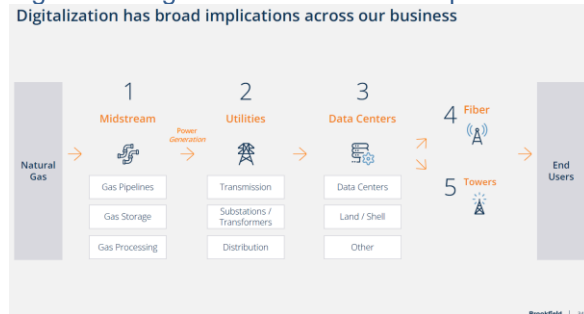 Digitalization has broad implications across our business
1
Midstream
Power
Generation
2
Utilities
3
Data Centers
4 Fiber
5 Towers
Natural
Gas
End
Users
Gas Pipelines
Gas Storage
Gas Processing
Transmission
Substations /
Transformers
Distribution
Data Centers
Land / Shell
Other
Brookfield